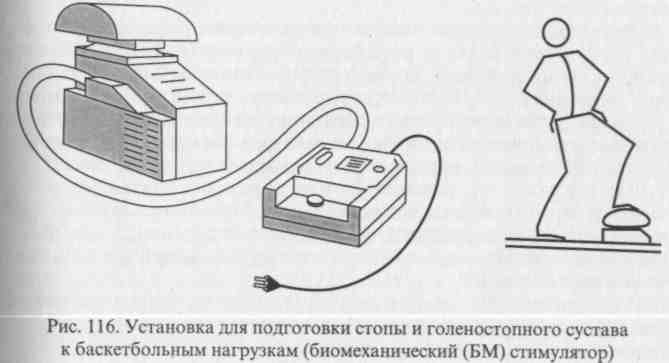 Рис. 116. Установка для подготовки стопы и голеностопного сустава
к баскетбольным нагрузкам (биомеханический (БМ) стимулятор)